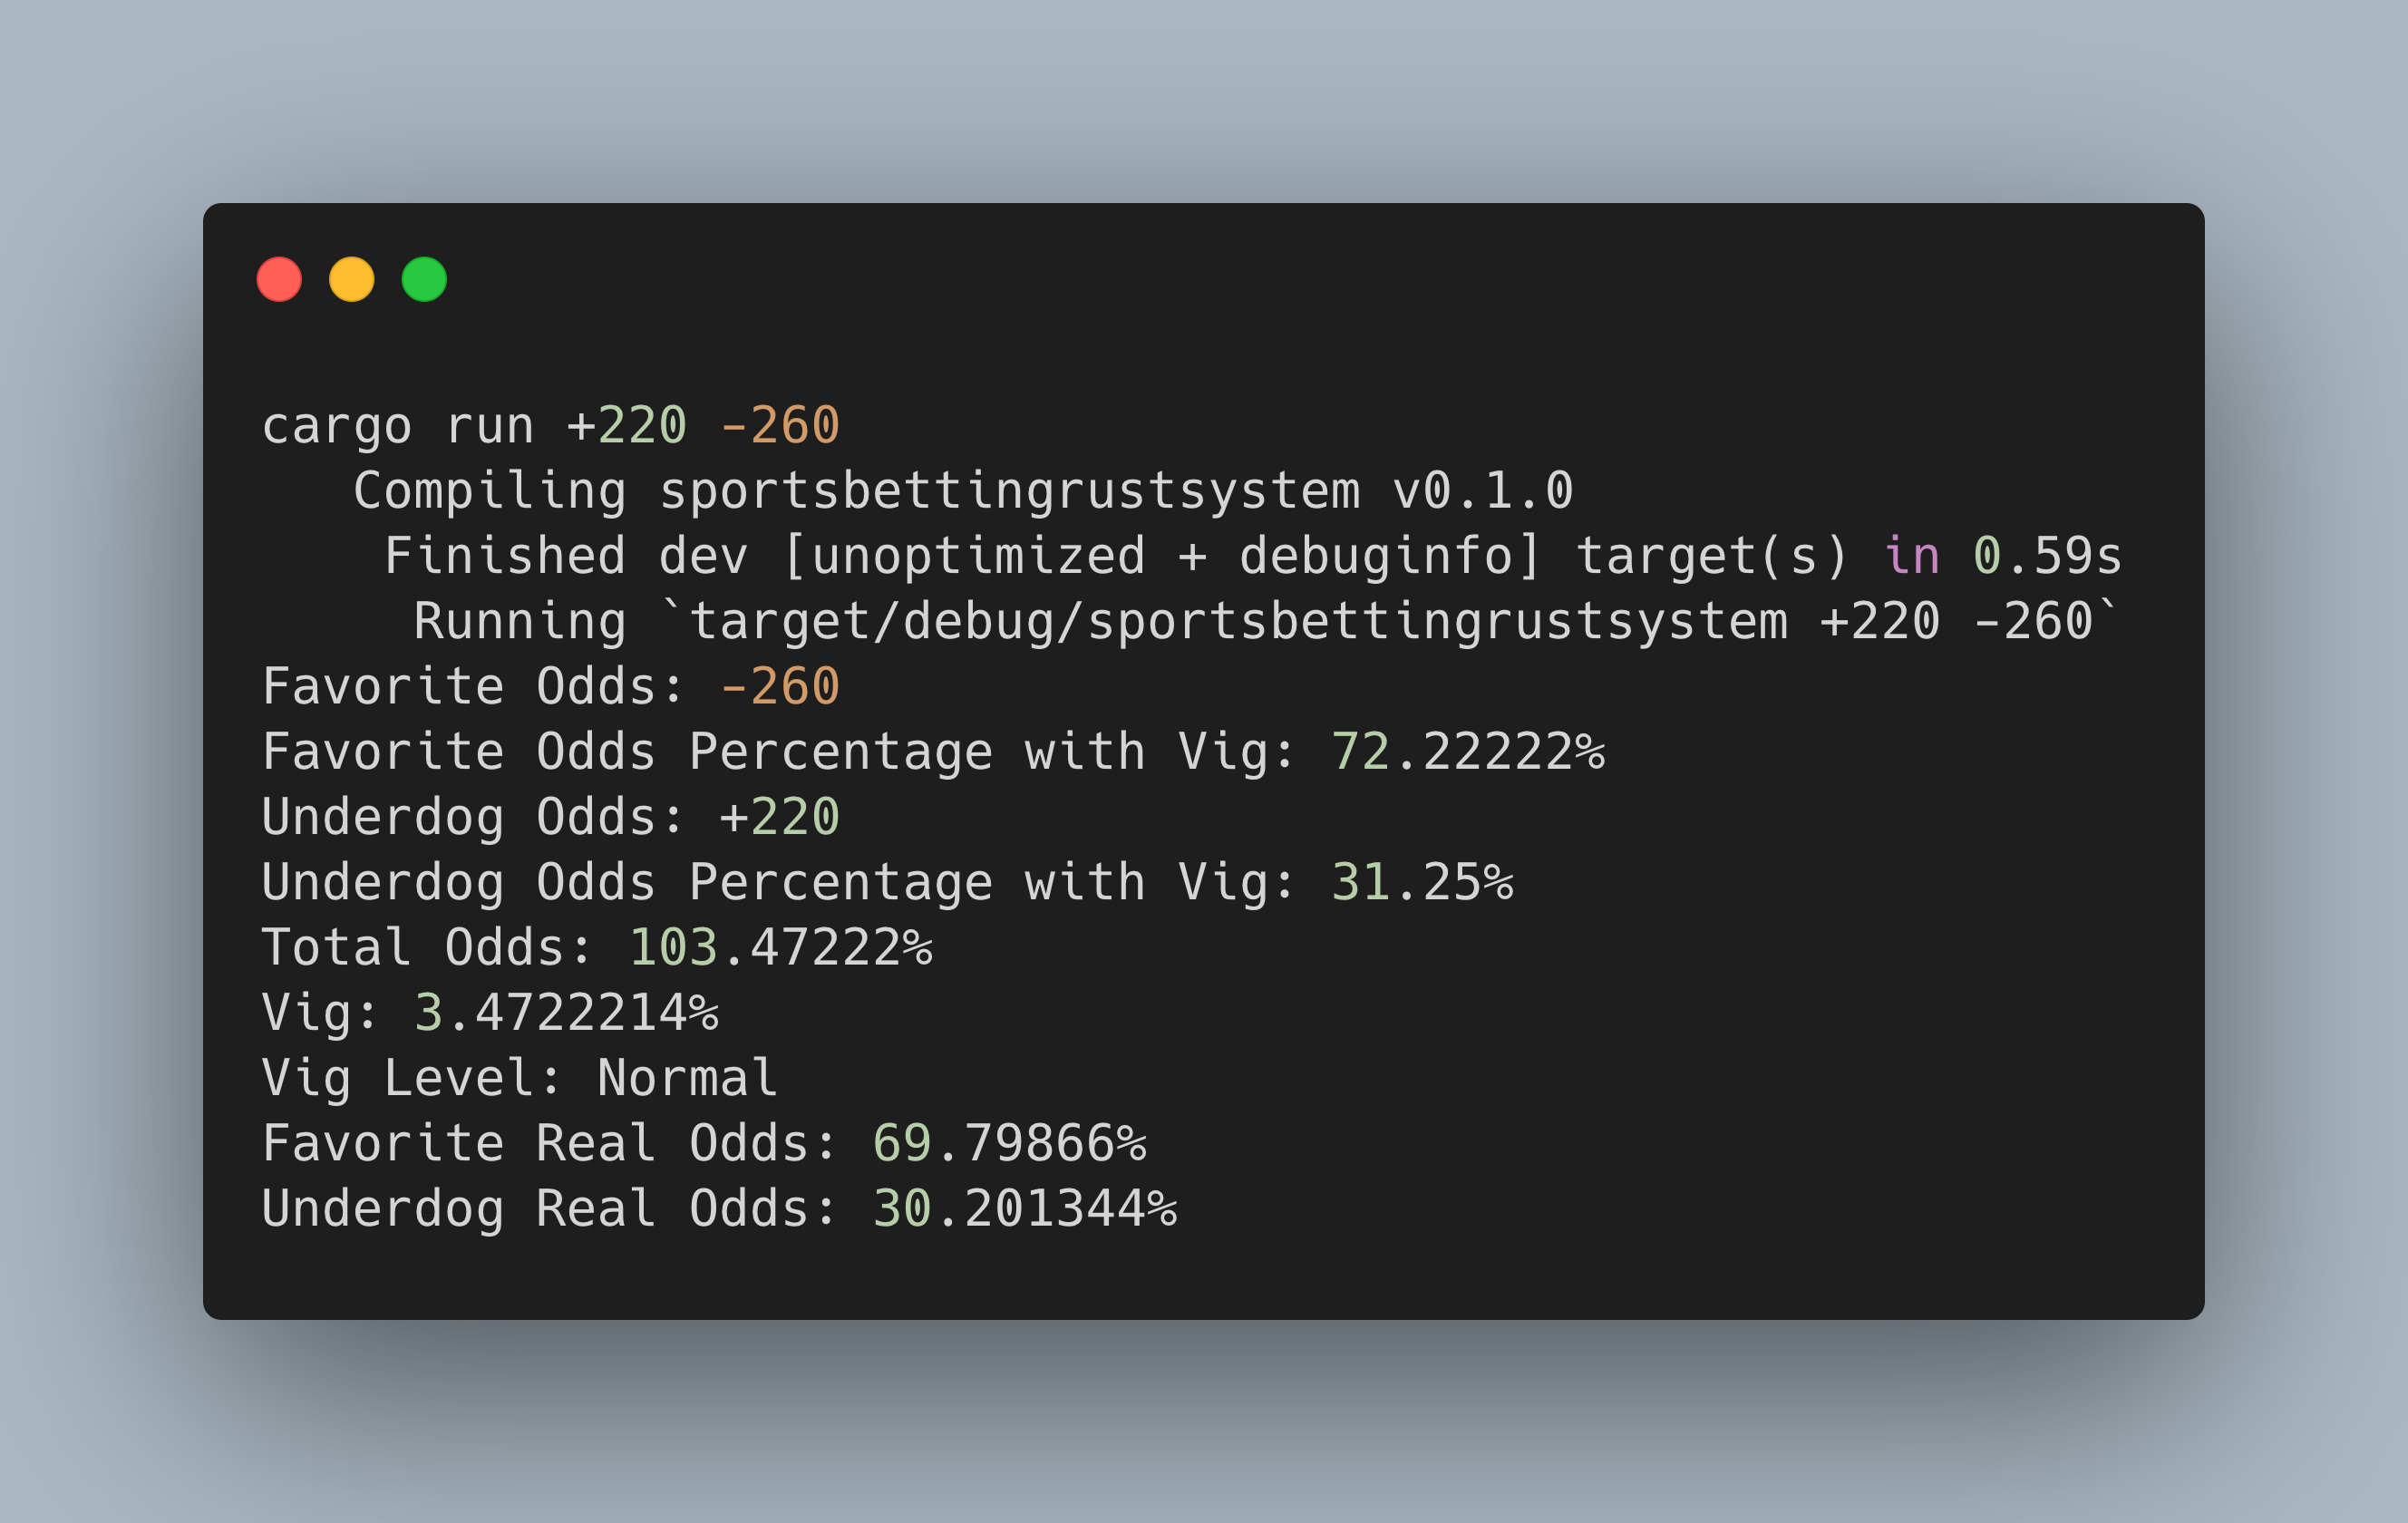 cargo run +220 -260
   Compiling sportsbettingrustsystem v0.1.0
    Finished dev [unoptimized + debuginfo] target(s) in 0.59s
     Running `target/debug/sportsbettingrustsystem +220 -260`
Favorite Odds: -260
Favorite Odds Percentage with Vig: 72.22222%
Underdog Odds: +220
Underdog Odds Percentage with Vig: 31.25%
Total Odds: 103.47222%
Vig: 3.4722214%
Vig Level: Normal
Favorite Real Odds: 69.79866%
Underdog Real Odds: 30.201344%